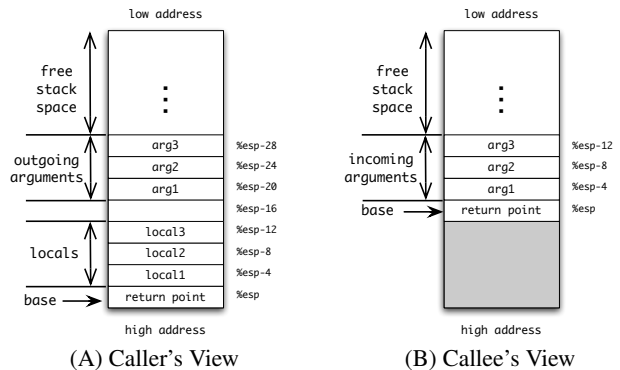 low address
free
stack
space
arg3 %esp-28
outgoing
arguments
arg2 %esp-24
arg1 %esp-20
%esp-16
local3 %esp-12
locals
local2 %esp-8
local1 %esp-4
base
return point %esp
high address
(A) Caller's View
low address
free
stack
space
arg3 %esp-12
incoming
arguments
arg2 %esp-8
arg1 %esp-4
base
return point %esp
high address
(B) Callee's View